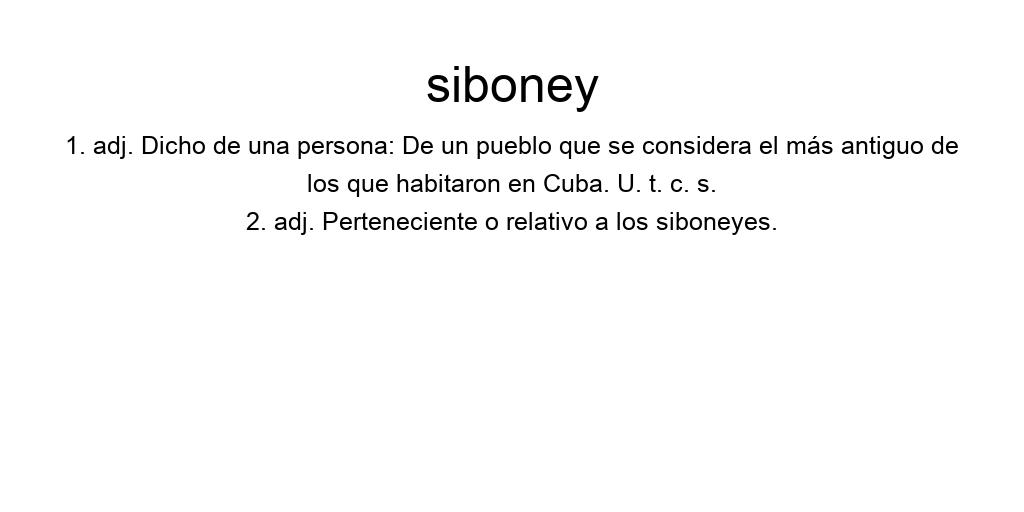 siboney
1. adj. Dicho de una persona: De un pueblo que se considera el más antiguo de
los que habitaron en Cuba. U. t. c. s.
2. adj. Perteneciente o relativo a los siboneyes.